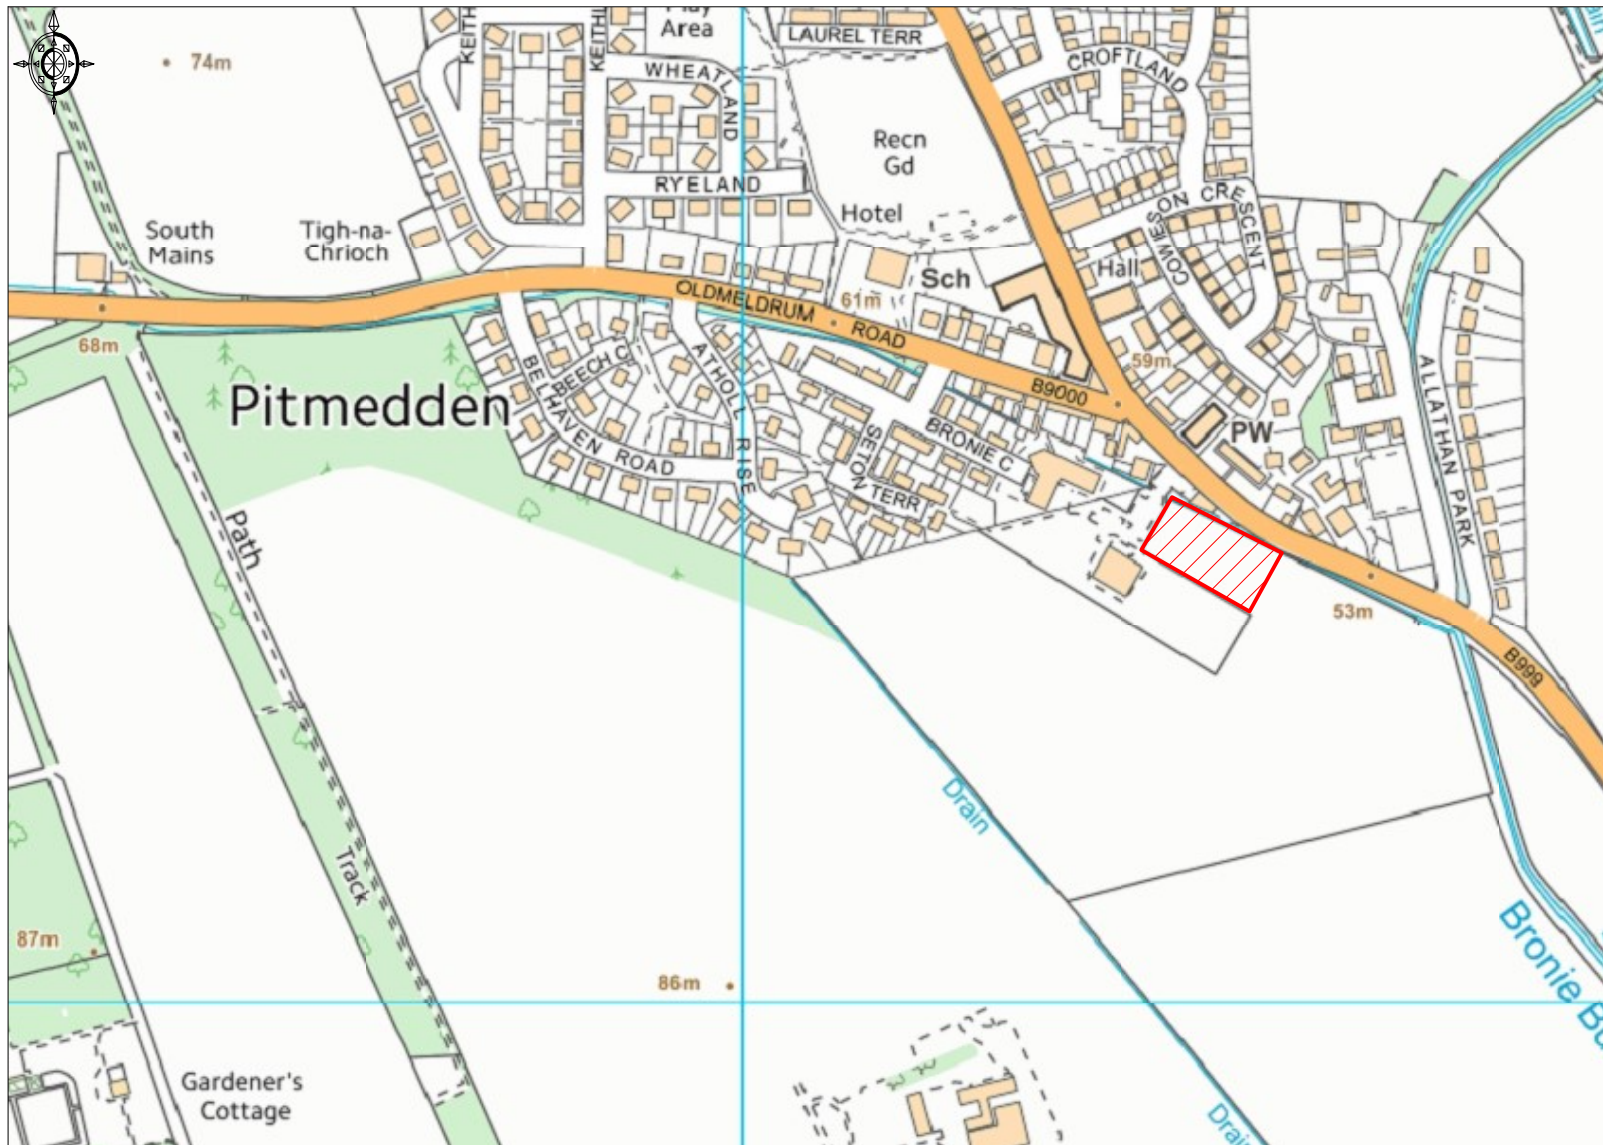 Play
Area
LAUREL TERR
KEITH
KEITHL
74m
WHEATLAND
CROFTLAND
Recn
Gd
RYELAND
Hotel
COWIESON CRESCENT
South
Mains
Tigh-na-
Chrioch
Sch
Hall
OLDMELDRUM ROAD
61m
68m
59m
B9000
Pitmedden
BEECH C
BELHAVEN ROAD
ATHOLL RISE
SETON TERR
BRONIE C
PW
ALLATHAN PARK
Path
53m
B999
Drain
Track
87m
86m
Bronie Bu
Gardener's
Cottage
Drain